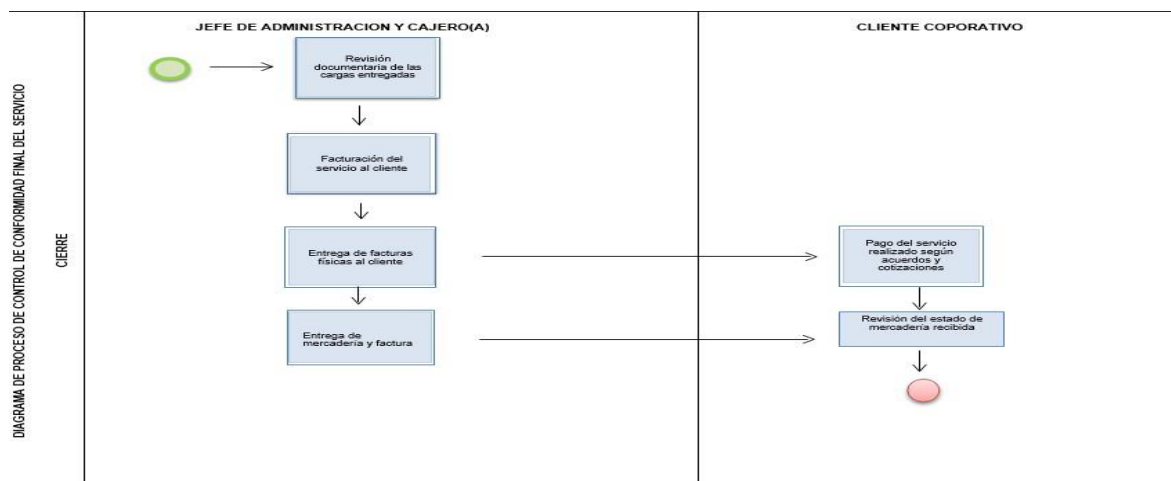 JEFE DE ADMINISTRACION Y CAJERO(A)
CLIENTE COPORATIVO
DIAGRAMA DE PROCESO DE CONTROL DE CONFORMIDAD FINAL DEL SERVICIO
CIERRE
Revisión
documentaria de las
cargas entregadas
Facturación del
servicio al cliente
Entrega de facturas
físicas al cliente
Pago del servicio
realizado según
acuerdos y
cotizaciones
Entrega de
mercadería y factura
Revisión del estado de
mercadería recibida